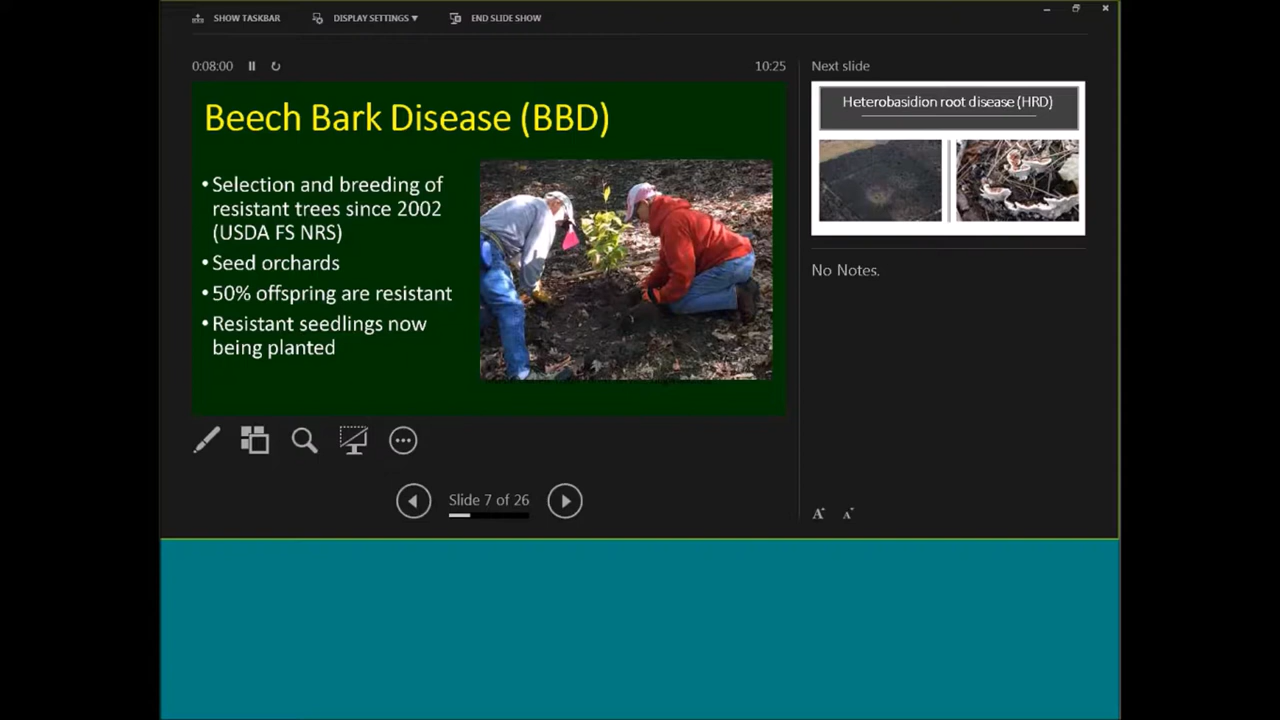 SHOW TASKBAR
DISPLAY SETTINGS ▼
END SLIDE SHOW
0:08:00
10:25
Next slide
Beech Bark Disease (BBD)
• Selection and breeding of
resistant trees since 2002
(USDA FS NRS)
• Seed orchards
• 50% offspring are resistant
• Resistant seedlings now
being planted
Heterobasidion root disease (HRD)
No Notes.
Slide 7 of 26
A A